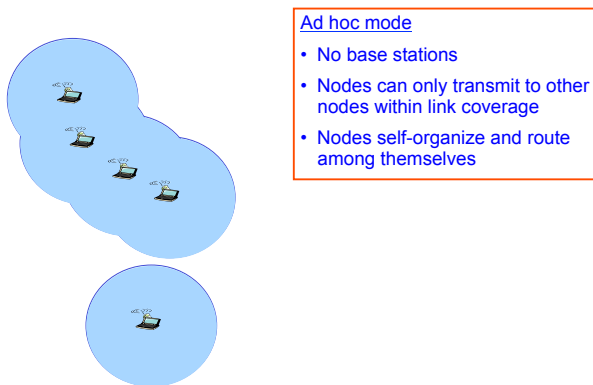 Ad hoc mode
• No base stations
• Nodes can only transmit to other
nodes within link coverage
• Nodes self-organize and route
among themselves